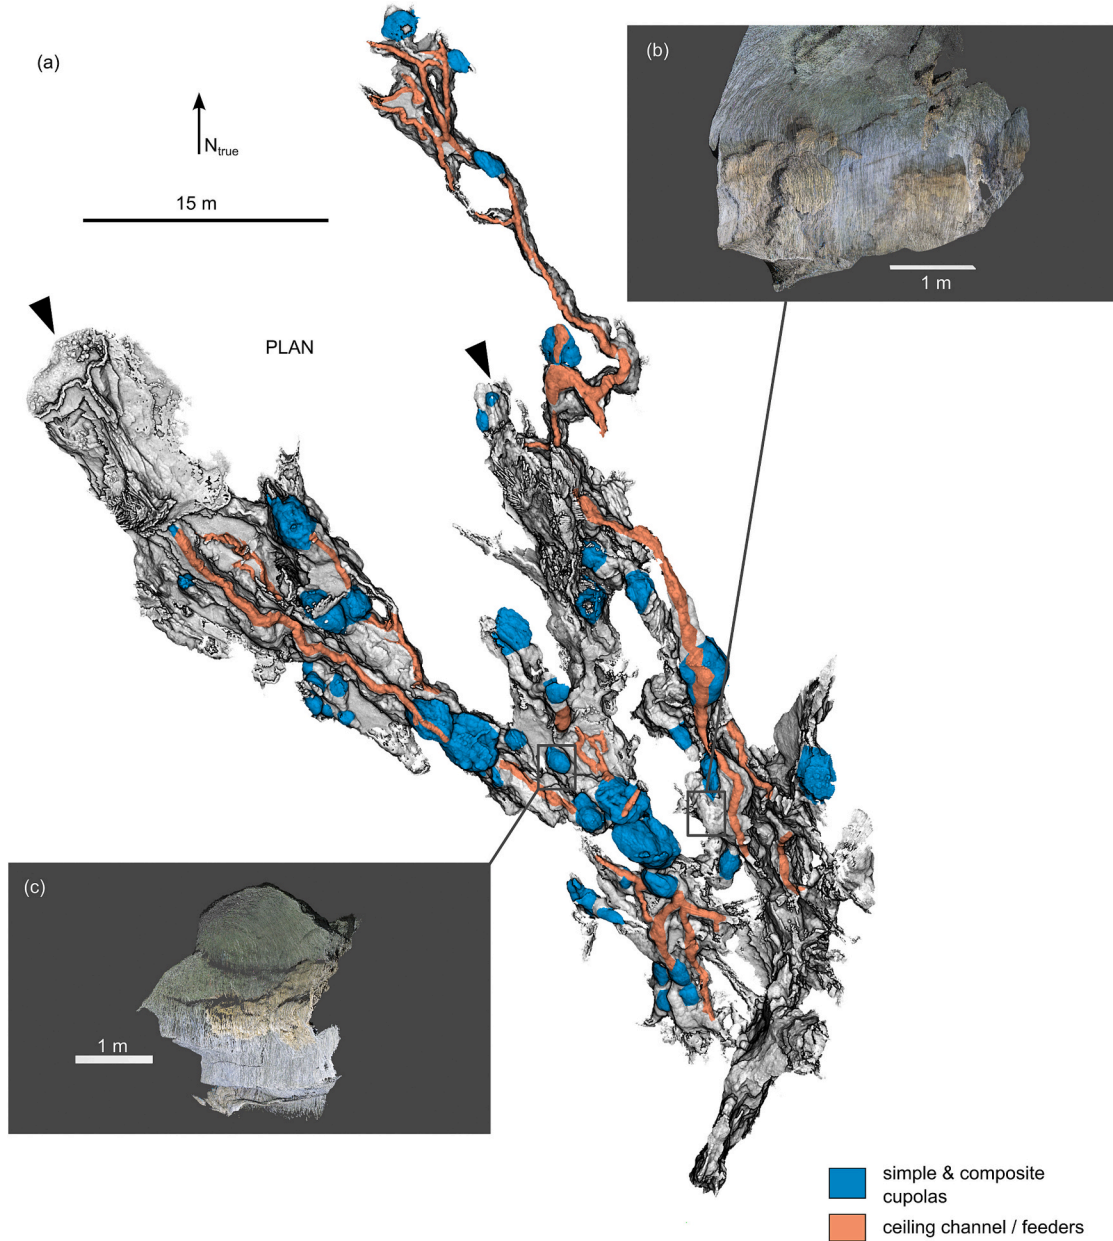 (a)
N true
15 m
PLAN
(b)
1 m
(c)
1 m
simple & composite
cupolas
ceiling channel / feeders